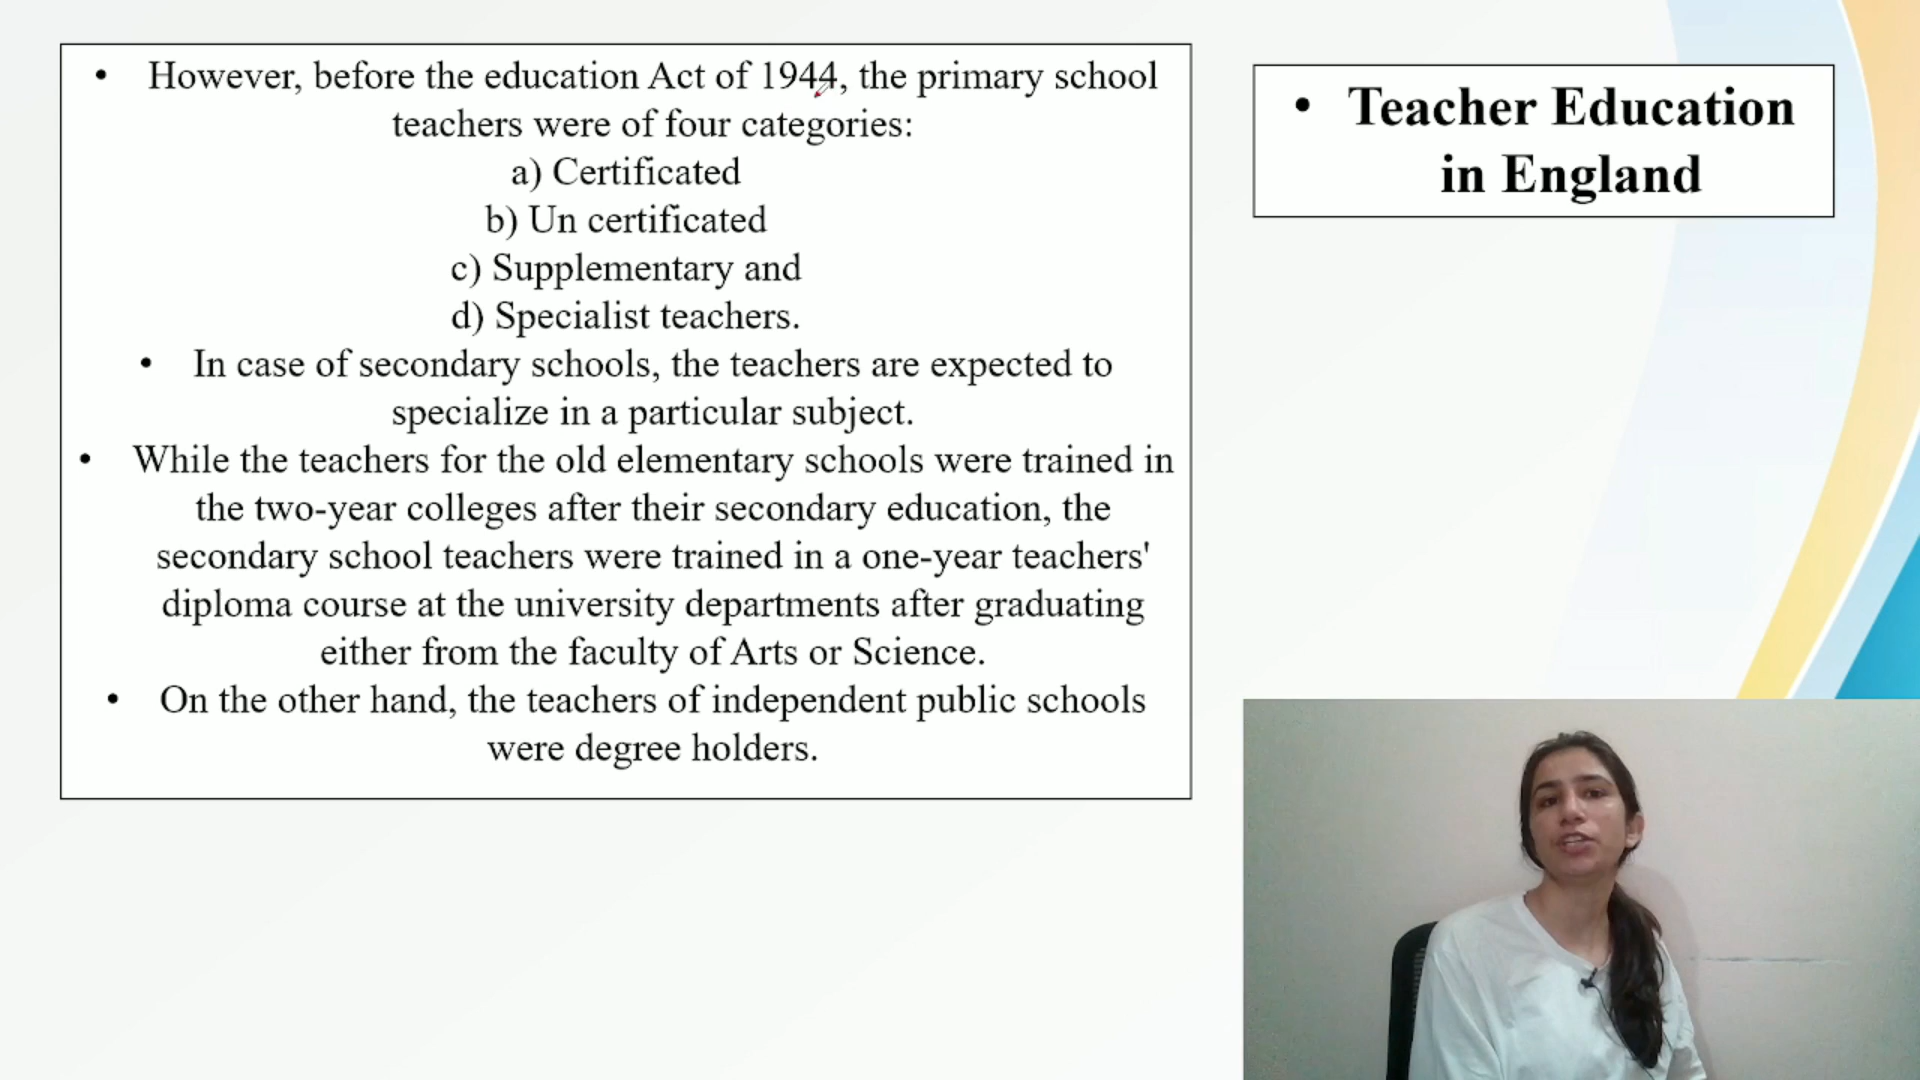 • However, before the education Act of 1944, the primary school
teachers were of four categories:
a) Certificated
b) Un certificated
c) Supplementary and
d) Specialist teachers.
• In case of secondary schools, the teachers are expected to
specialize in a particular subject.
• While the teachers for the old elementary schools were trained in
the two-year colleges after their secondary education, the
secondary school teachers were trained in a one-year teachers'
diploma course at the university departments after graduating
either from the faculty of Arts or Science.
• On the other hand, the teachers of independent public schools
were degree holders.
• Teacher Education
in England